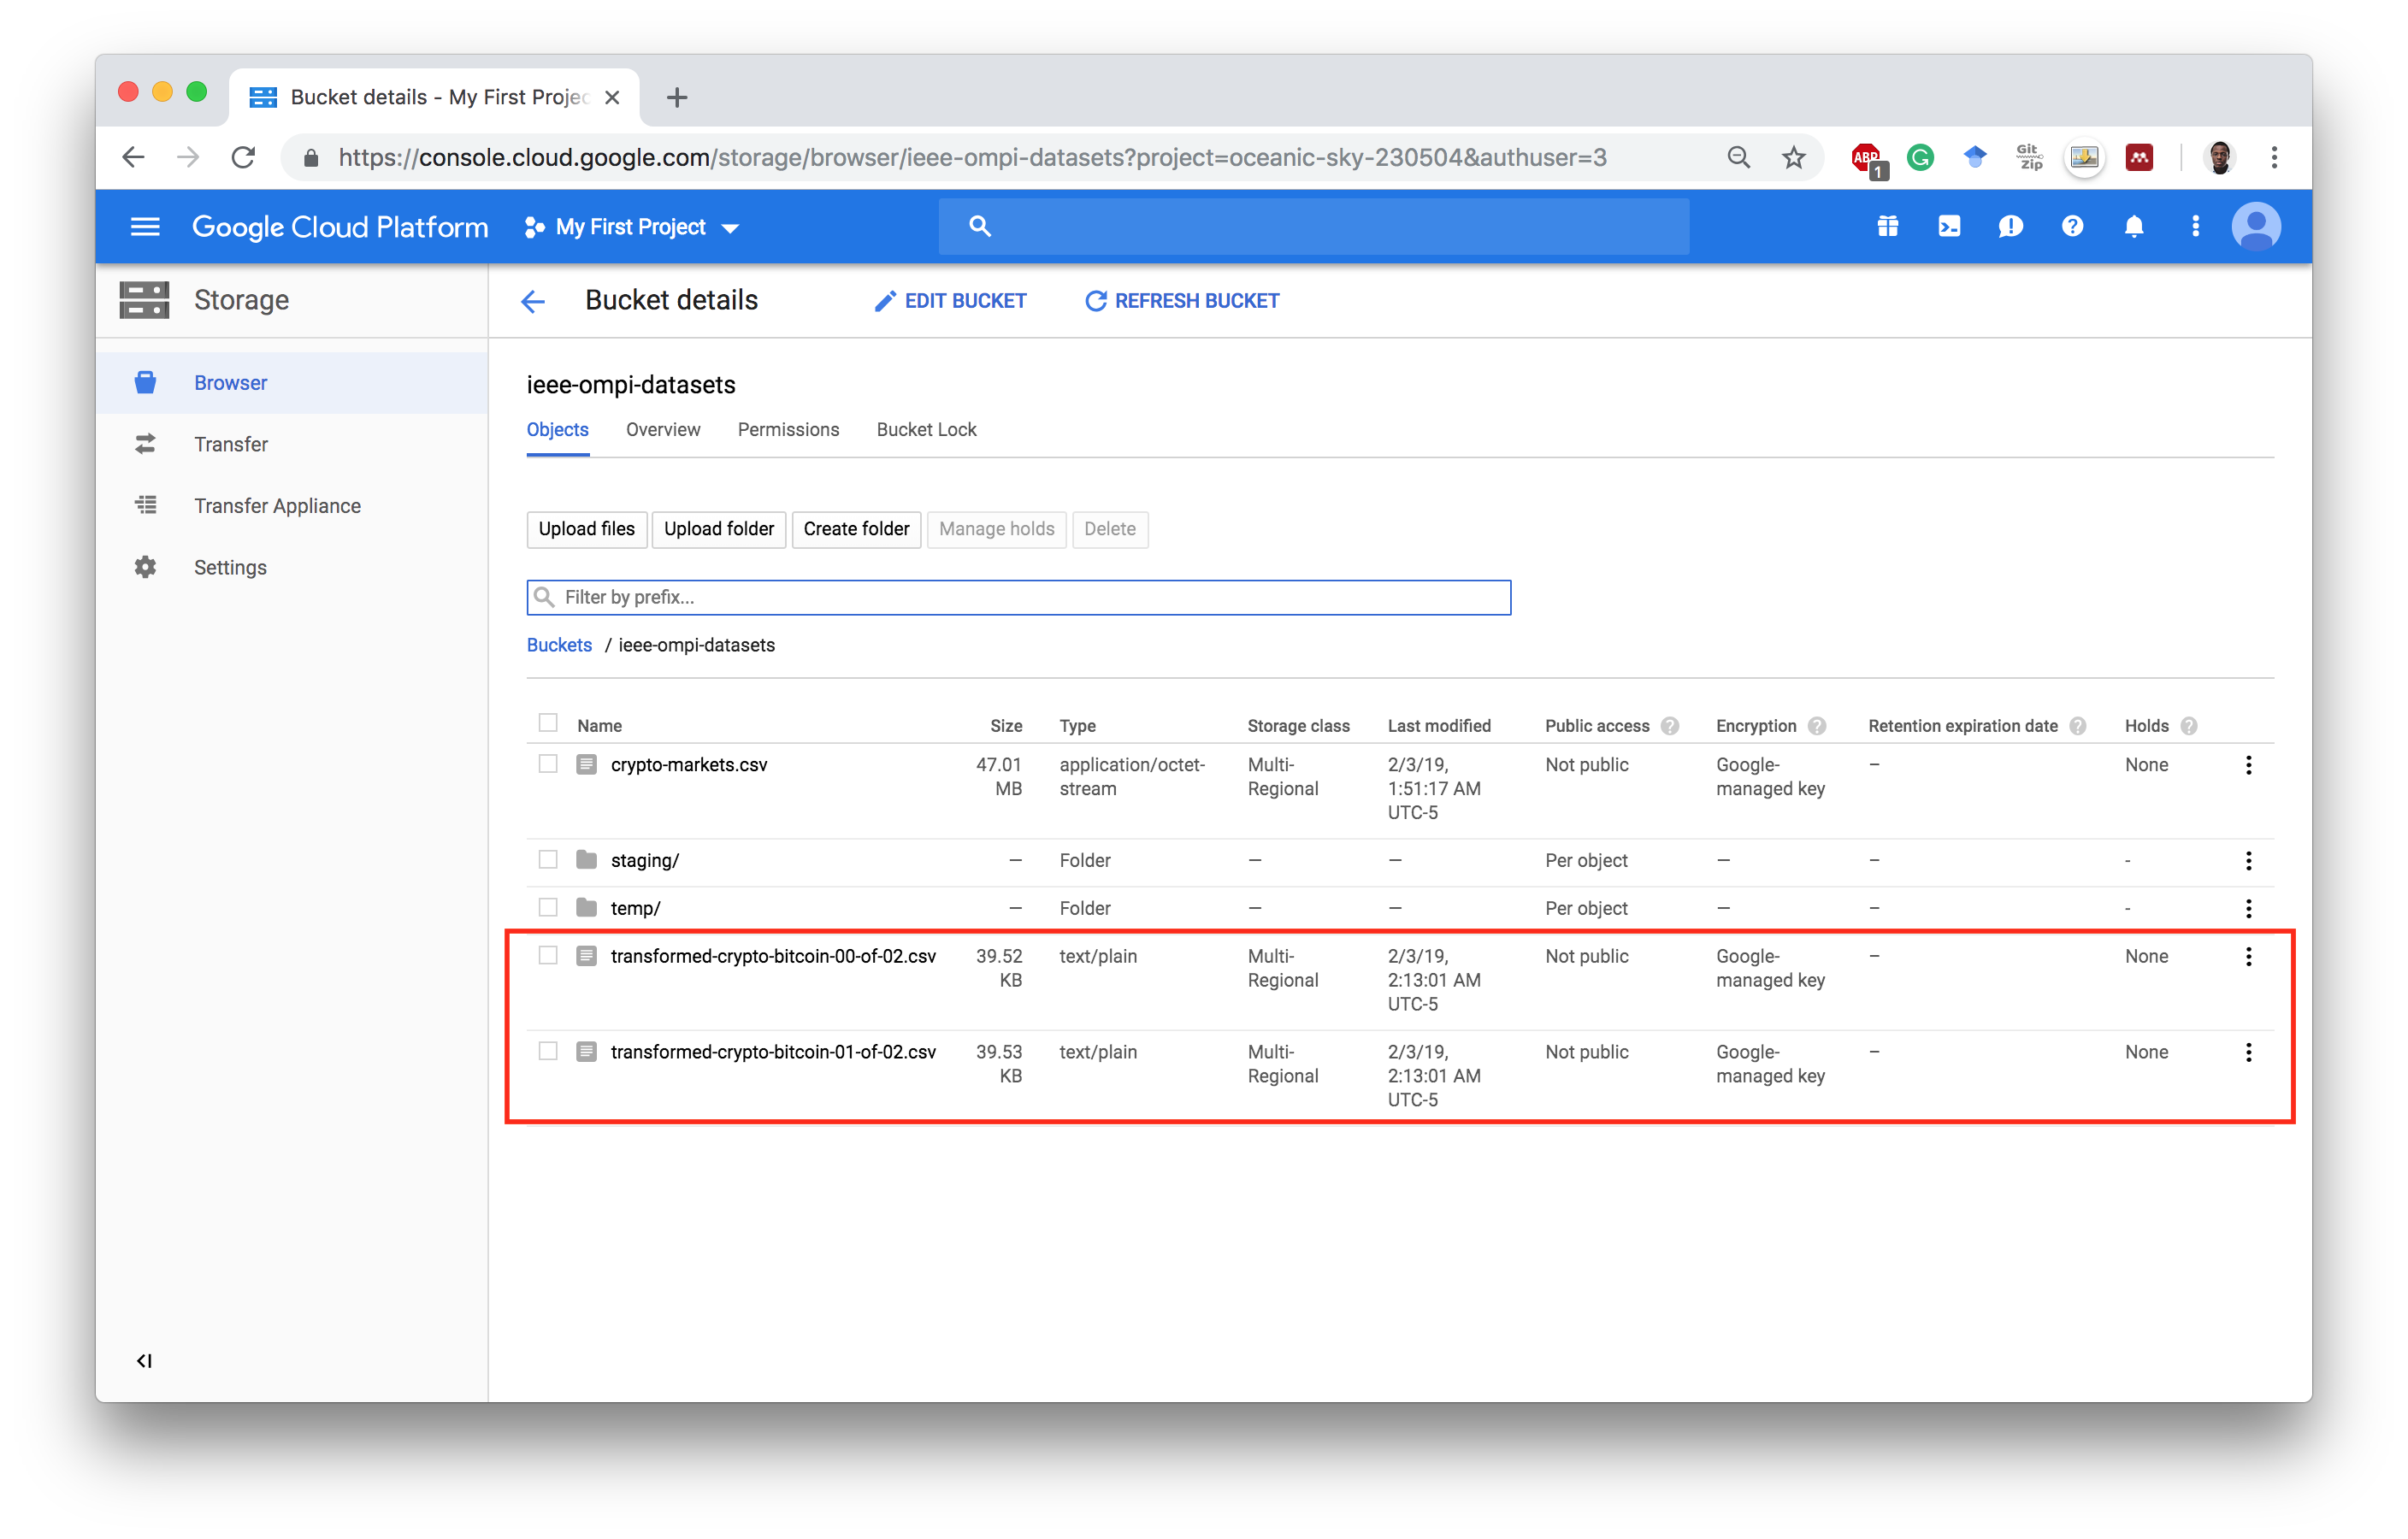 Bucket details - My First Projec
https://console.cloud.google.com/storage/browser/ieee-ompi-datasets?project=oceanic-sky-230504&authuser=3
ABP
1
G
Git
Zip
Google Cloud Platform
My First Project
Storage
Bucket details
EDIT BUCKET
REFRESH BUCKET
Browser
Transfer
Transfer Appliance
Settings
ieee-ompi-datasets
Objects Overview Permissions Bucket Lock
Upload files Upload folder Create folder Manage holds Delete
Filter by prefix...
Buckets / ieee-ompi-datasets
Name Size Type Storage class Last modified Public access Encryption Retention expiration date Holds
crypto-markets.csv 47.01 application/octet- Multi- 2/3/19, Not public Google- – None
MB stream Regional 1:51:17 AM managed key
UTC-5
staging/ — Folder — — Per object — – -
temp/ — Folder — — Per object — – -
transformed-crypto-bitcoin-00-of-02.csv 39.52 text/plain Multi- 2/3/19, Not public Google- – None
KB Regional 2:13:01 AM managed key
UTC-5
transformed-crypto-bitcoin-01-of-02.csv 39.53 text/plain Multi- 2/3/19, Not public Google- – None
KB Regional 2:13:01 AM managed key
UTC-5